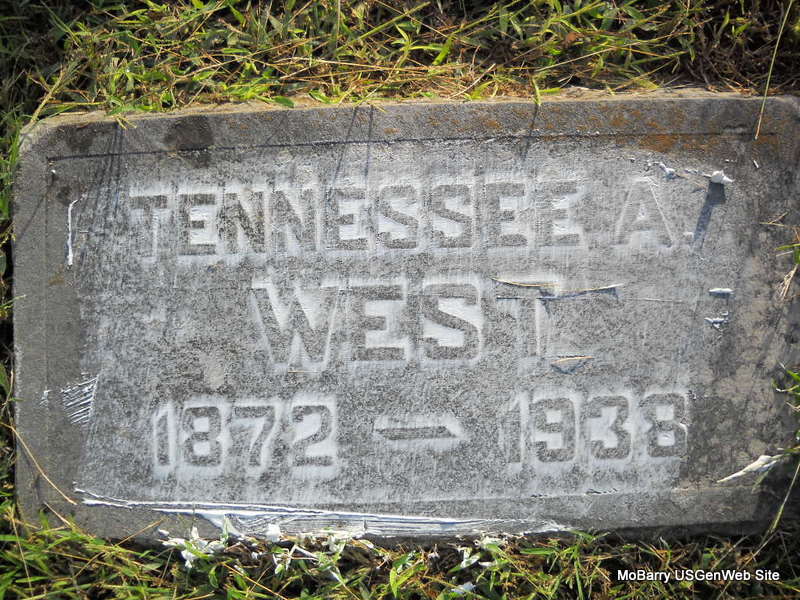 TENNESSEE A.
WEST
1872 — 1938
MoBarry USGenWeb Site